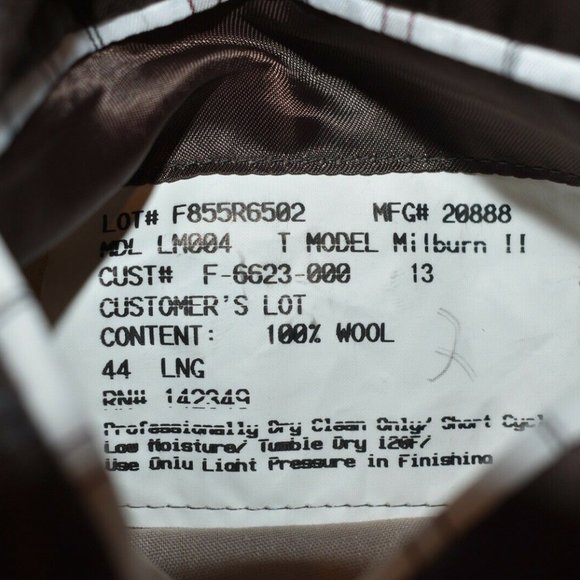 LOT# F855R6502 MFG# 20888
MDL LM004 T MODEL Milburn II
CUST# F-6623-000 13
CUSTOMER'S LOT
CONTENT: 100% WOOL
44 LNG
RN# 142349
Professionally Dry Clean Only/ Short Cycl
Low Moisture/ Tumble Dry 120F/
Use Only Light Pressure in Finishing